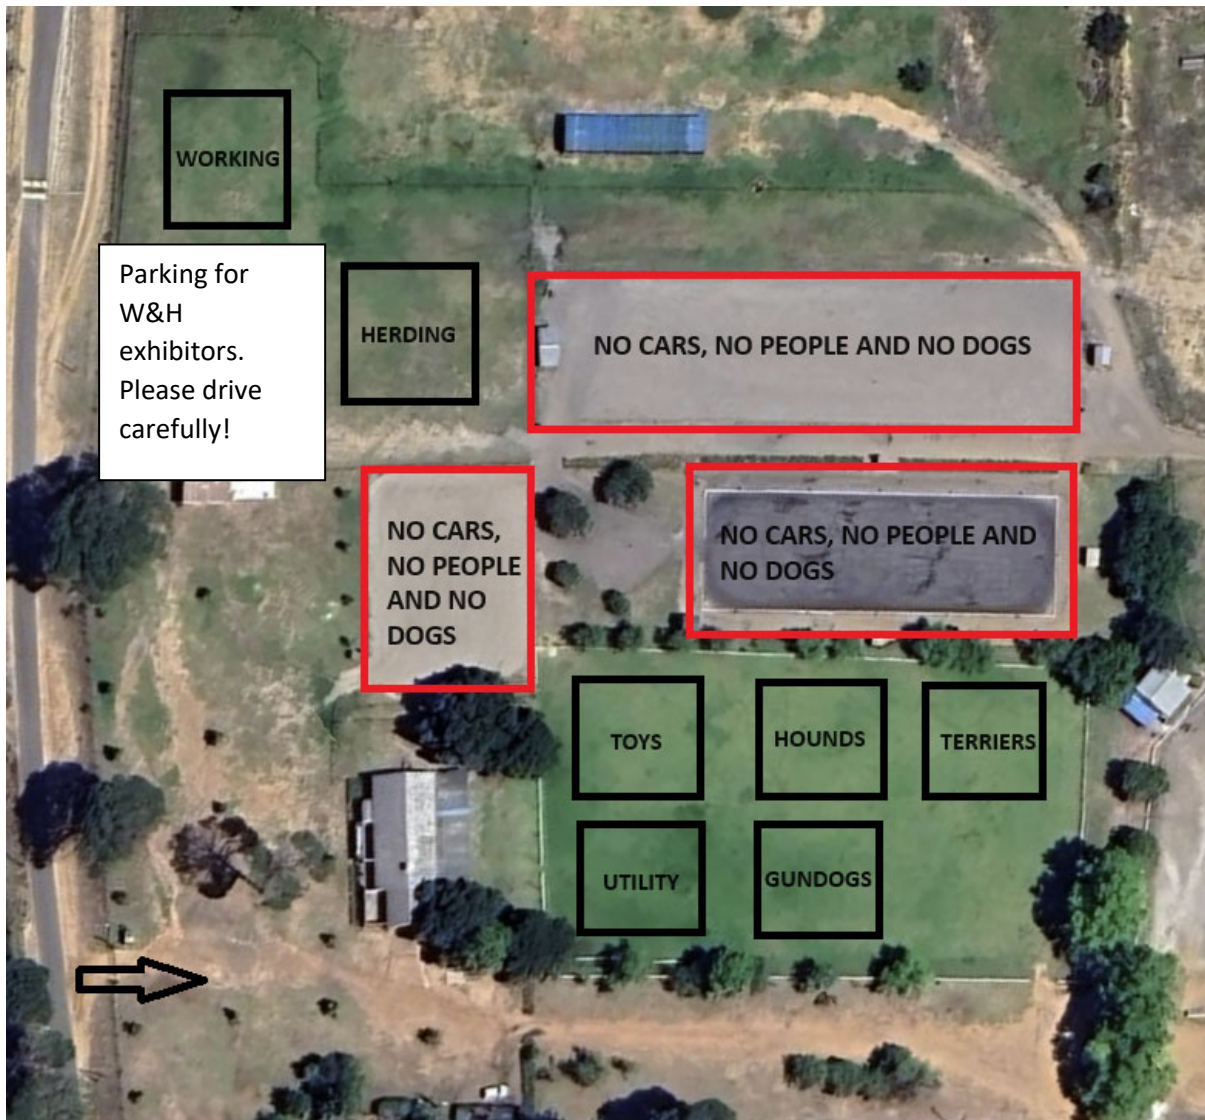 WORKING
Parking for
W&H
exhibitors.
Please drive
carefully!
HERDING
NO CARS, NO PEOPLE AND NO DOGS
NO CARS,
NO PEOPLE
AND NO
DOGS
NO CARS, NO PEOPLE AND
NO DOGS
TOYS
HOUNDS
TERRIERS
UTILITY
GUNDOGS